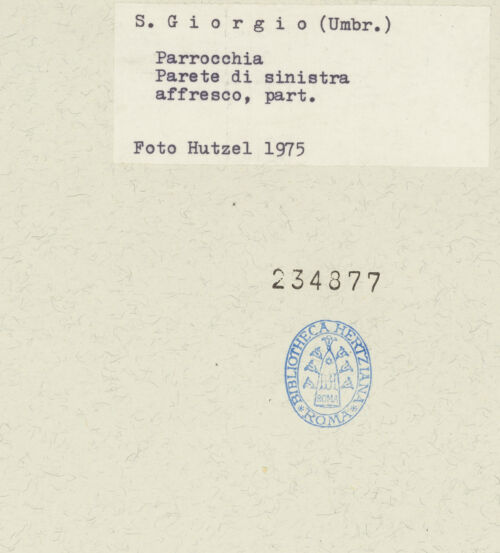 S. G i o r g i o (Umbr.)
Parrocchia
Parete di sinistra
affresco, part.
Foto Hutzel 1975
234877
BIBLIOTHECA HERTZIANA
ROMA
* ROMA *